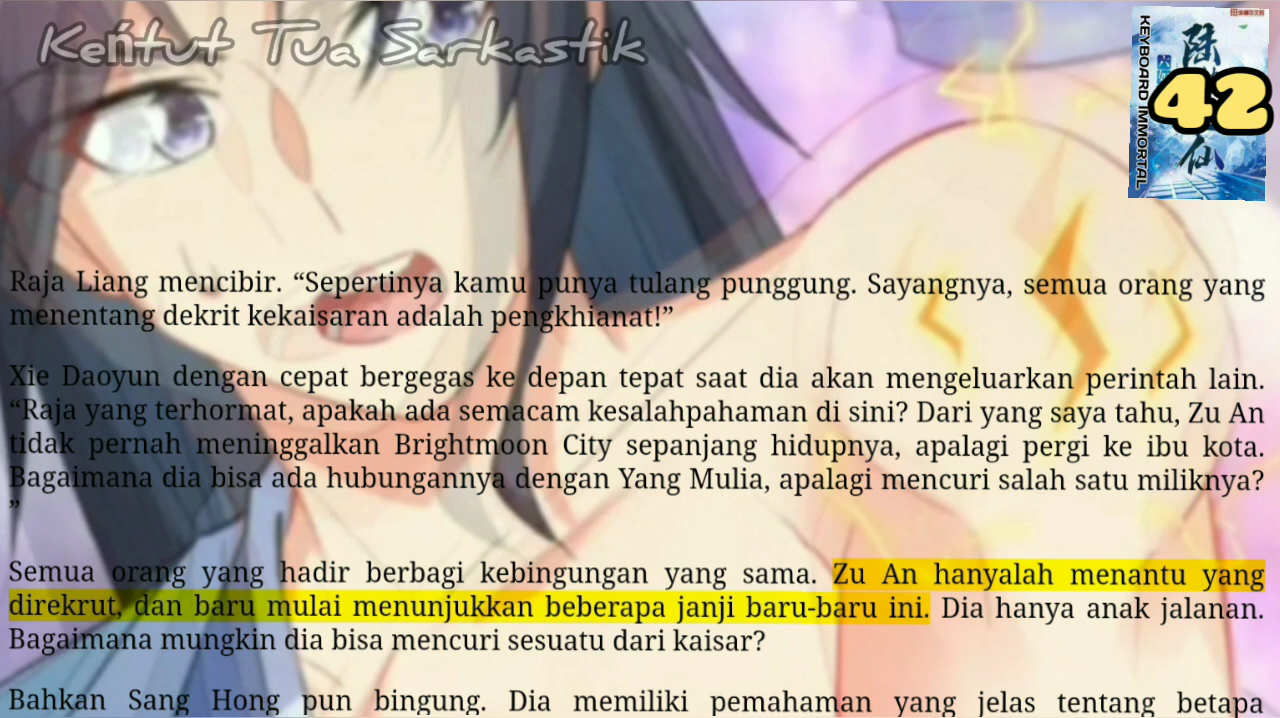 Keńtut Tua Sarkastik
KEYBOARD IMMORTAL
42
Raja Liang mencibir. “Sepertinya kamu punya tulang punggung. Sayangnya, semua orang yang
menentang dekrit kekaisaran adalah pengkhianat!”
Xie Daoyun dengan cepat bergegas ke depan tepat saat dia akan mengeluarkan perintah lain.
“Raja yang terhormat, apakah ada semacam kesalahpahaman di sini? Dari yang saya tahu, Zu An
tidak pernah meninggalkan Brightmoon City sepanjang hidupnya, apalagi pergi ke ibu kota.
Bagaimana dia bisa ada hubungannya dengan Yang Mulia, apalagi mencuri salah satu miliknya?
”
Semua orang yang hadir berbagi kebingungan yang sama. Zu An hanyalah menantu yang
direkrut, dan baru mulai menunjukkan beberapa janji baru-baru ini. Dia hanya anak jalanan.
Bagaimana mungkin dia bisa mencuri sesuatu dari kaisar?
Bahkan Sang Hong pun bingung. Dia memiliki pemahaman yang jelas tentang betapa